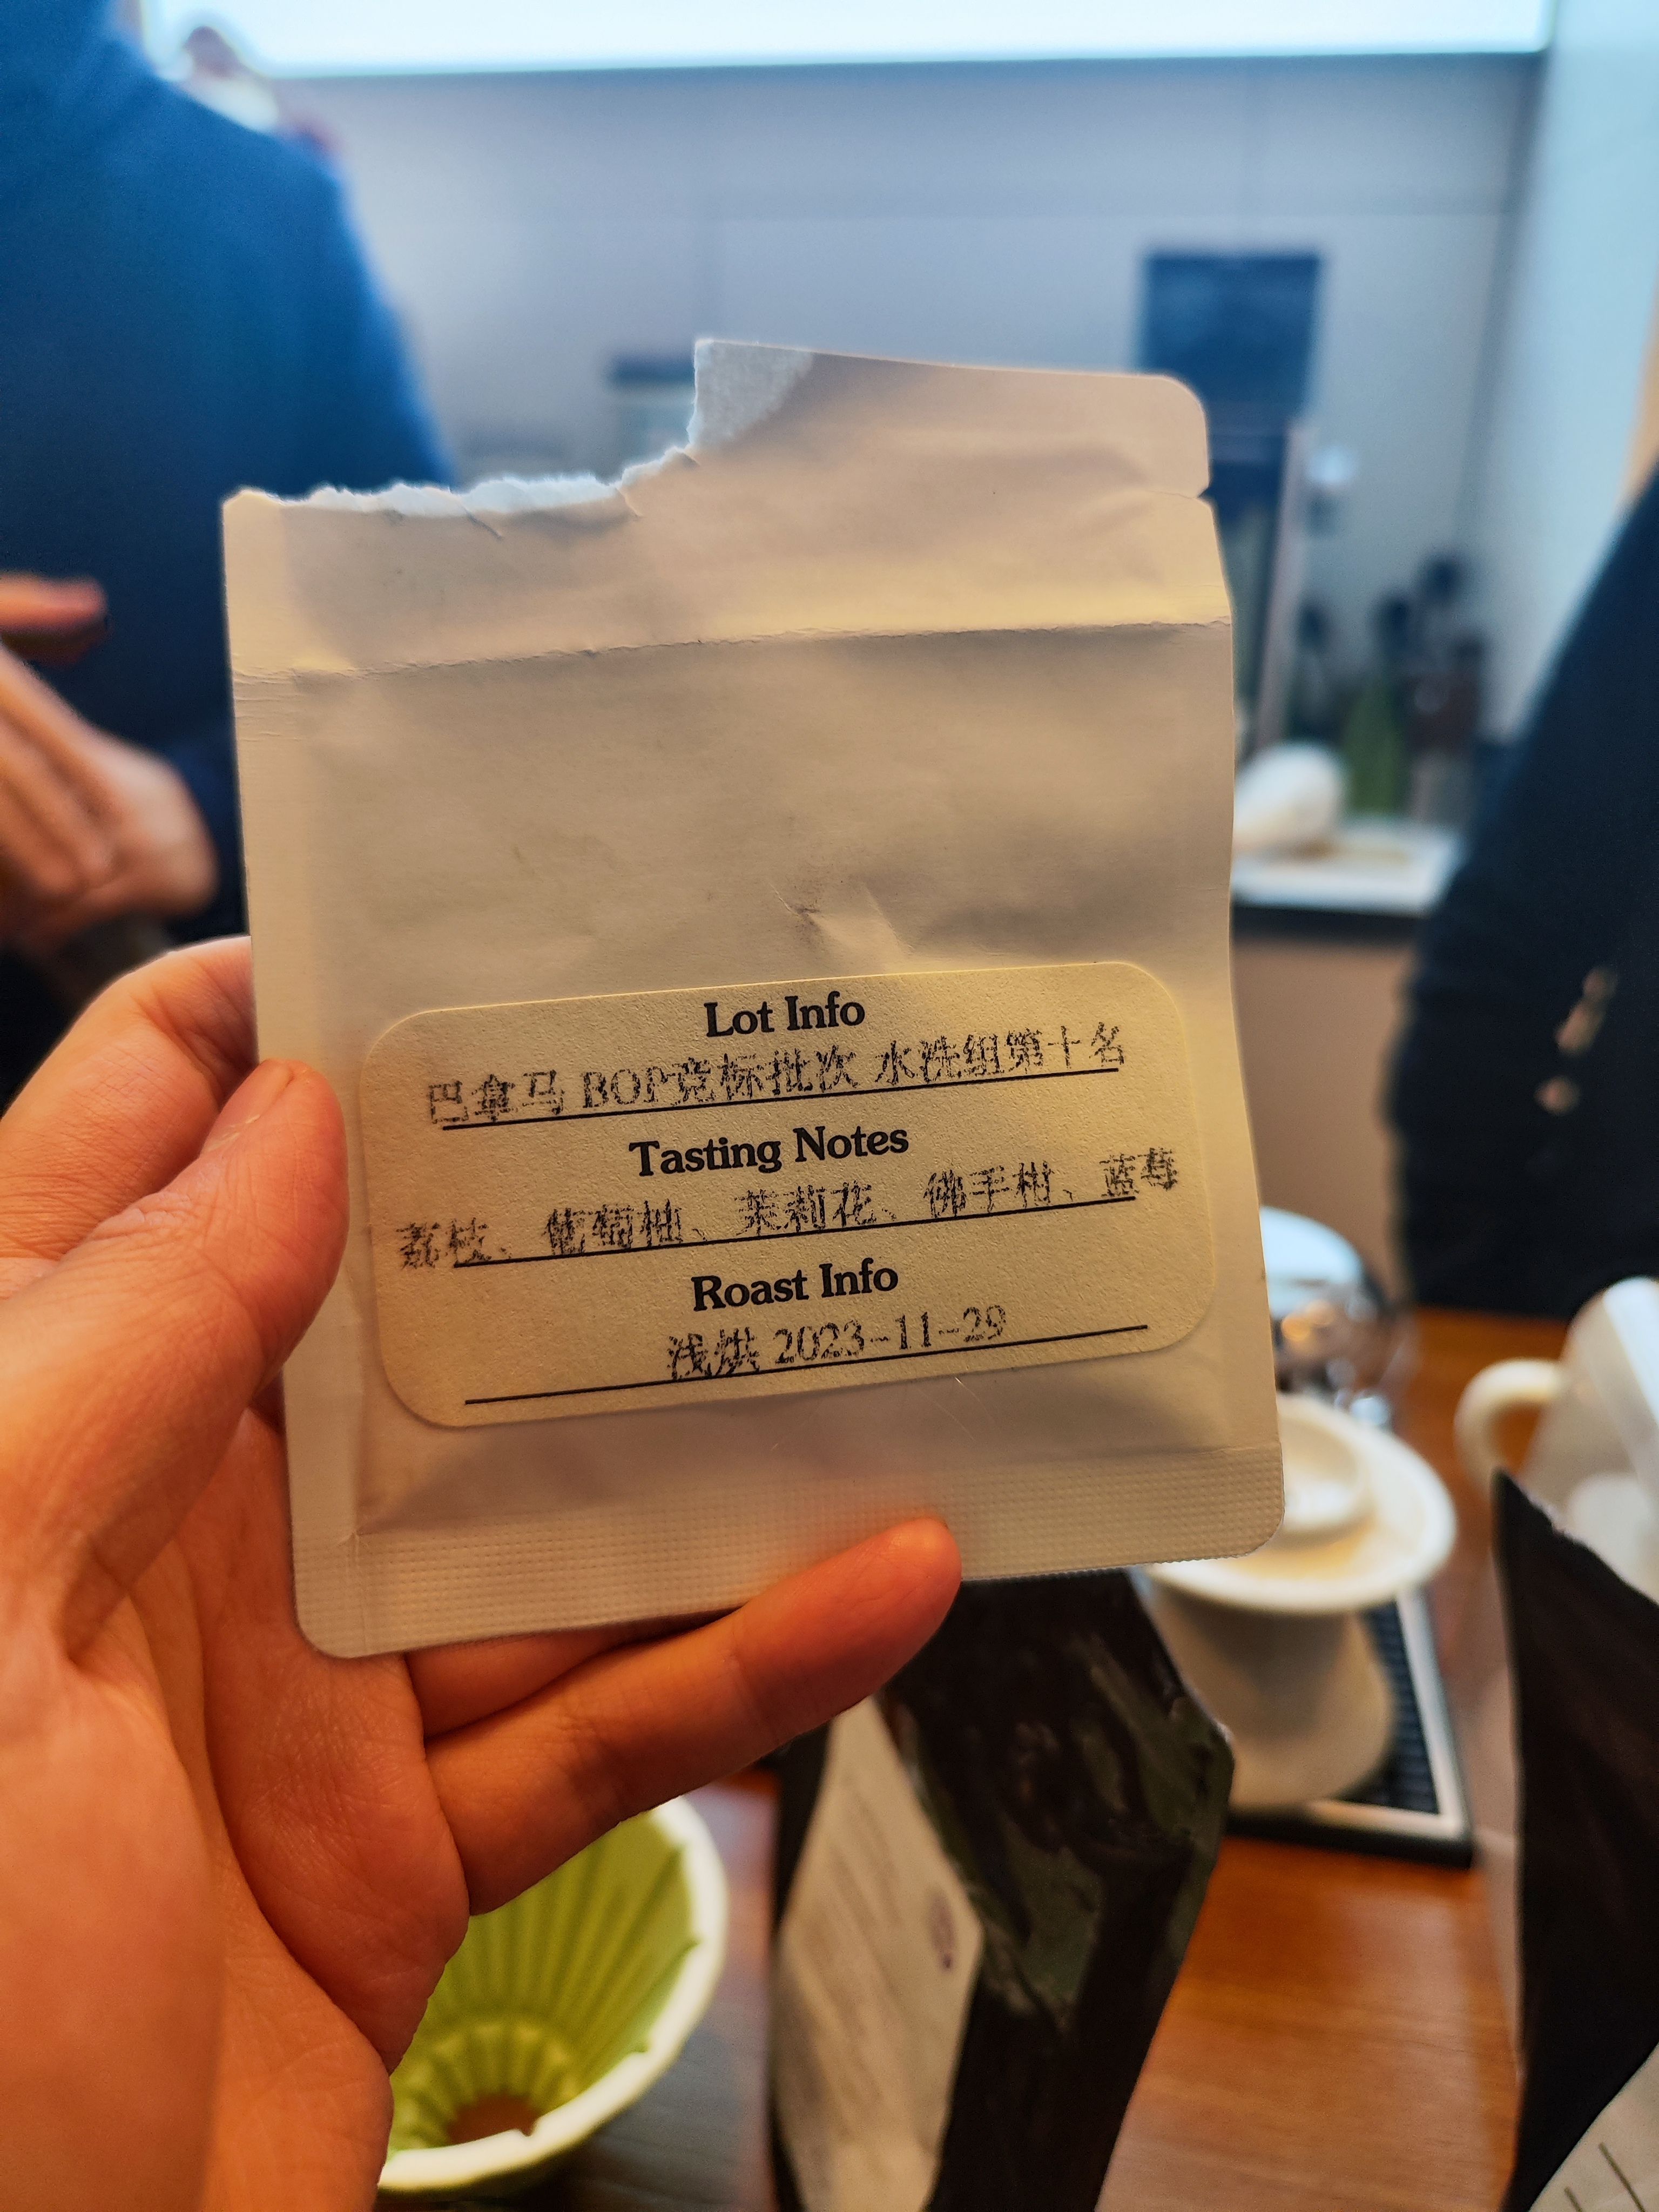 Lot Info
巴拿马 BOP竞标批次 水洗组第十名
Tasting Notes
荔枝、葡萄柚、茉莉花、佛手柑、蓝莓
Roast Info
浅烘 2023-11-29